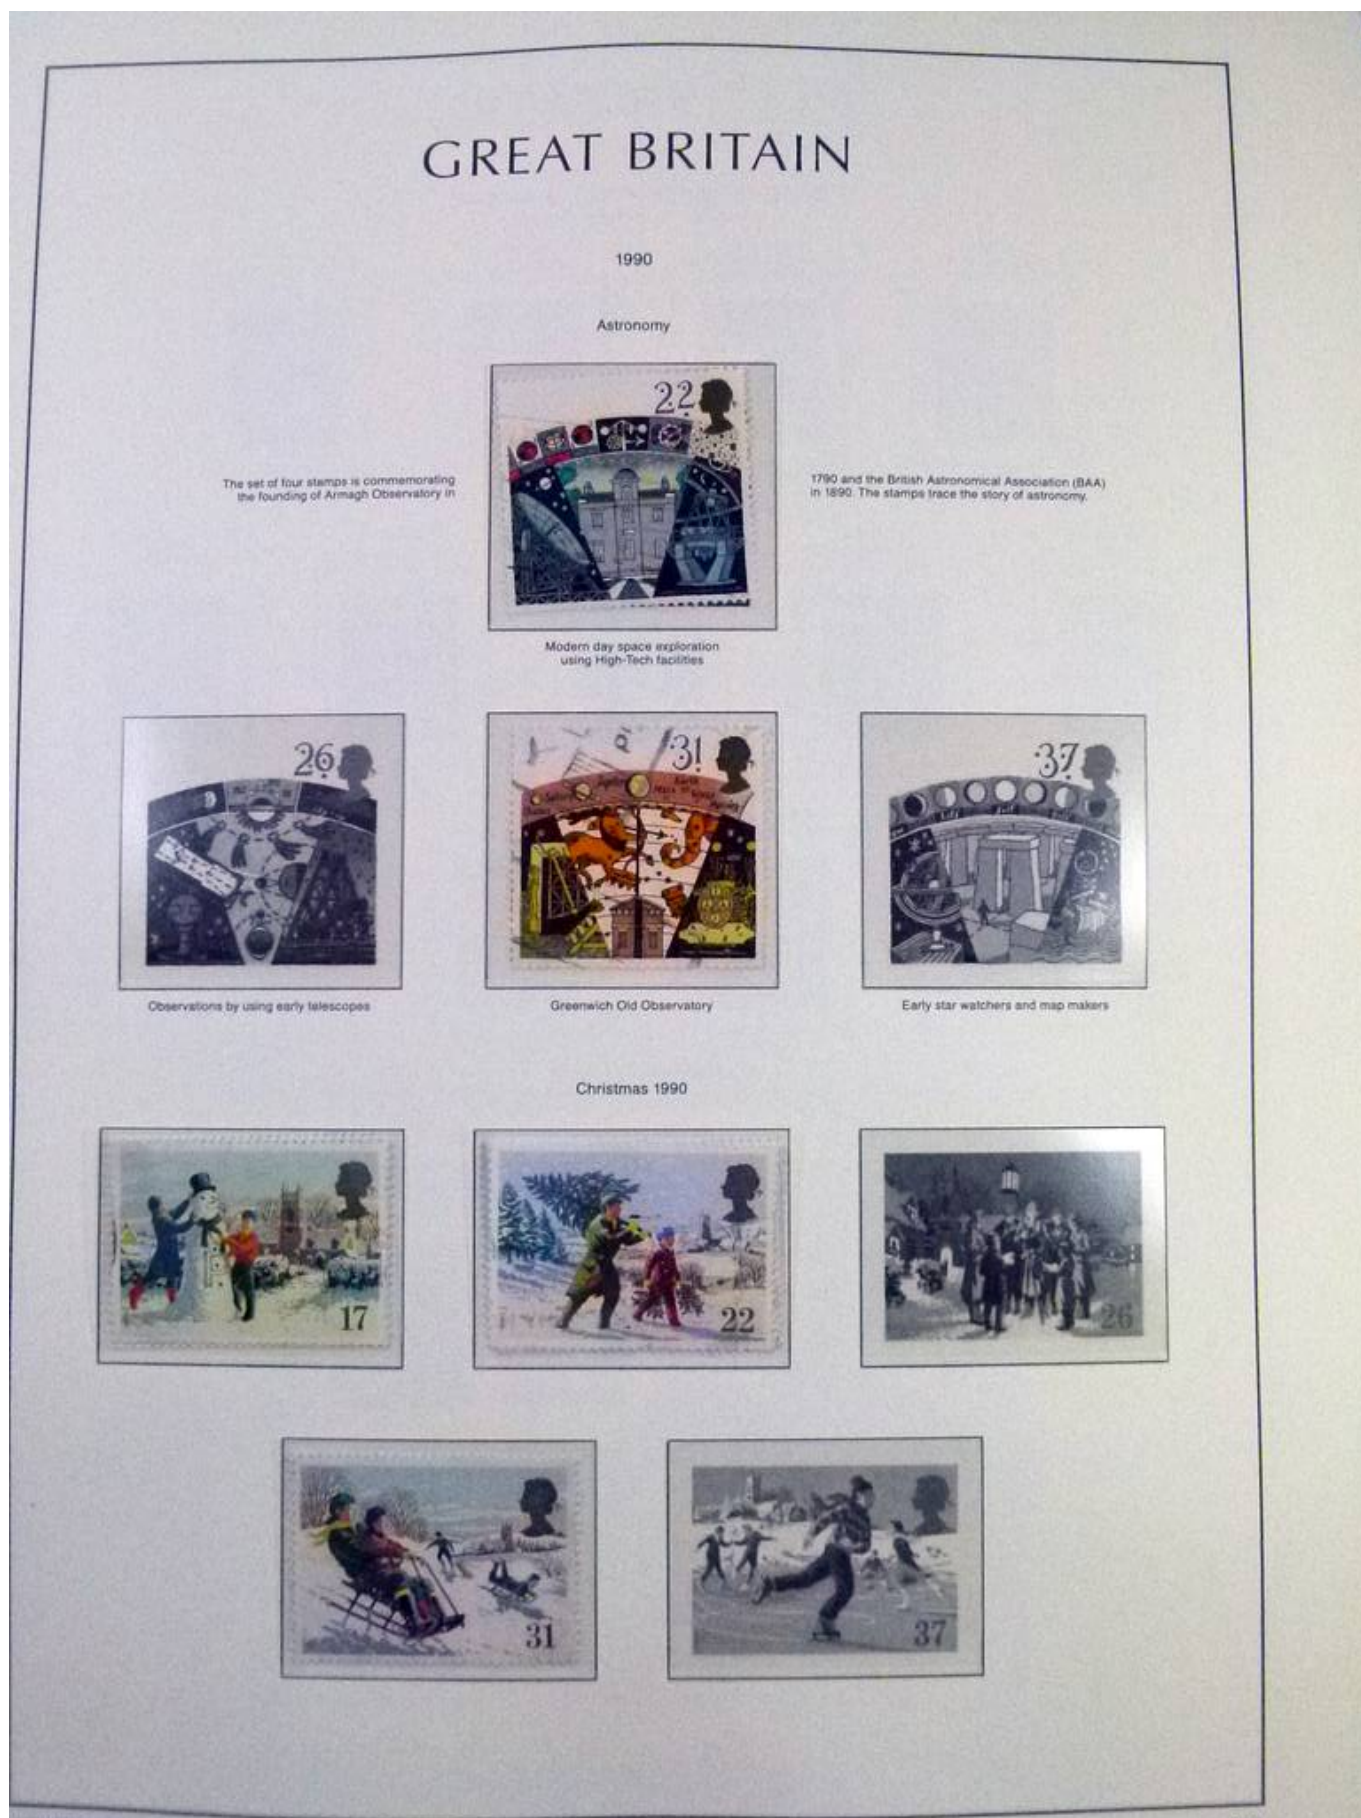 GREAT BRITAIN
1990
Astronomy
22
The set of four stamps is commemorating
the founding of Armagh Observatory in
1790 and the British Astronomical Association (BAA)
in 1890. The stamps trace the story of astronomy.
Modern day space exploration
using High-Tech facilities
26
31
37
Observations by using early telescopes
Greenwich Old Observatory
Early star watchers and map makers
Christmas 1990
17
22
26
31
37